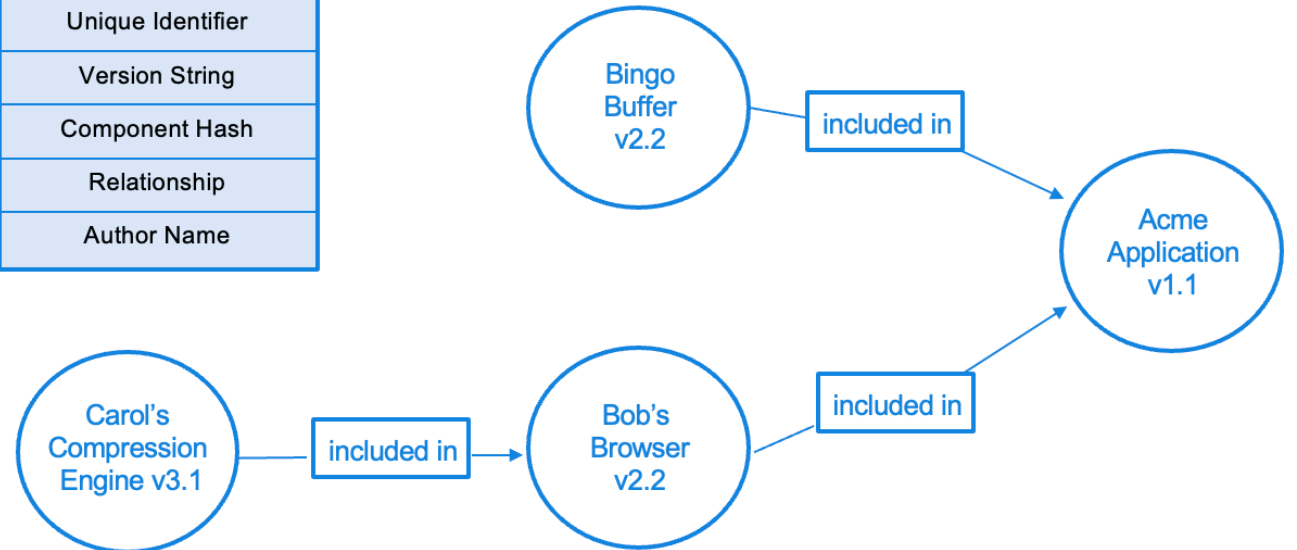 Unique Identifier
Version String
Component Hash
Relationship
Author Name
Bingo
Buffer
v2.2
included in
Acme
Application
v1.1
Carol’s
Compression
Engine v3.1
included in
Bob’s
Browser
v2.2
included in